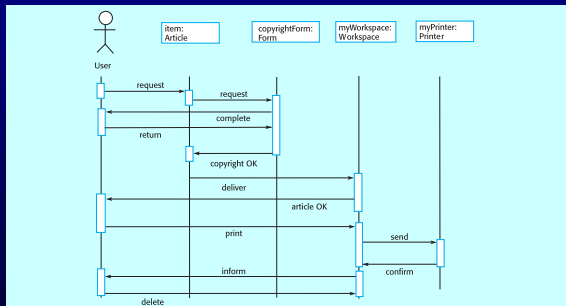 item:
Article
copyrightForm:
Form
myWorkspace:
Workspace
myPrinter:
Printer
User
request
request
complete
return
copyright OK
deliver
article OK
print
send
confirm
inform
delete